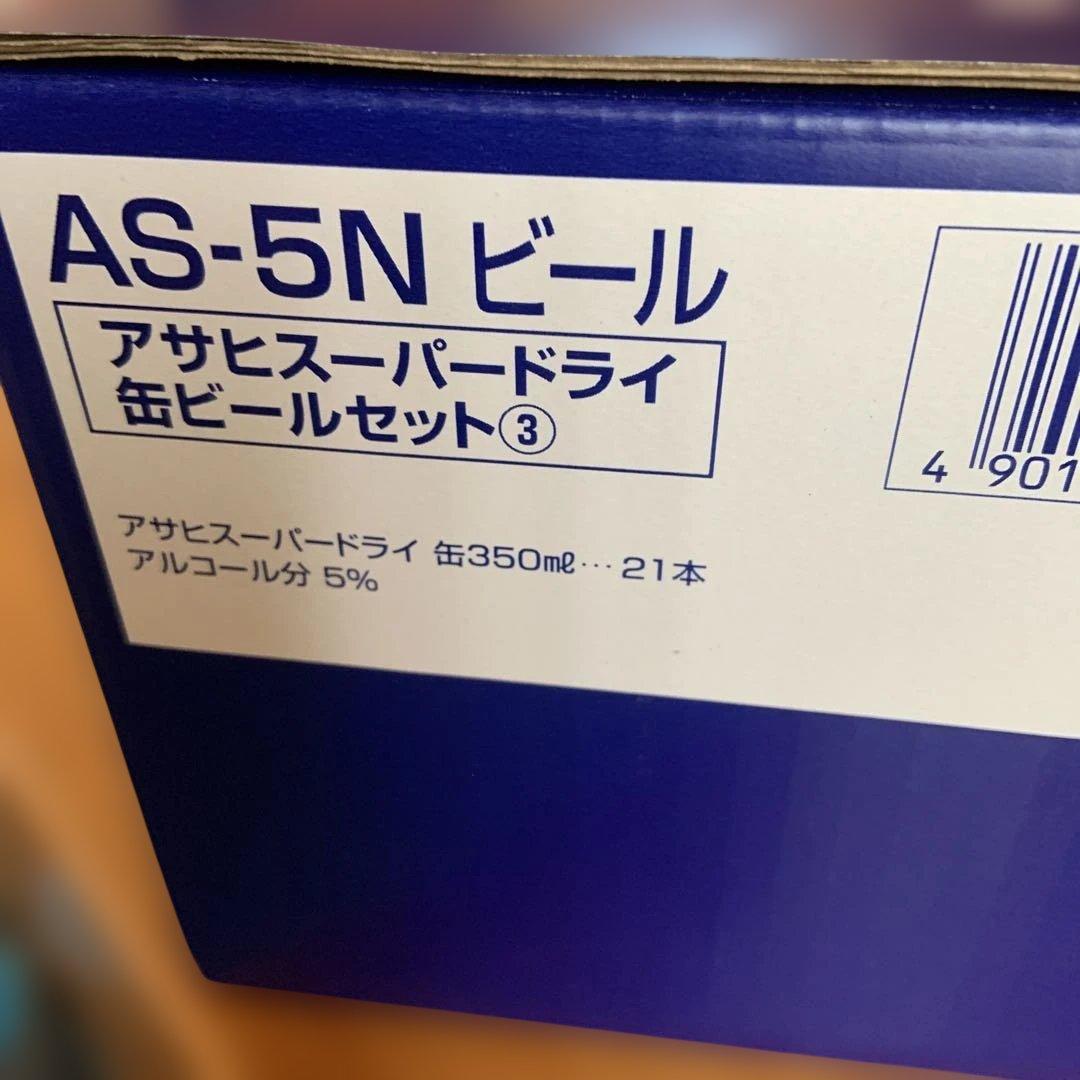 AS-5N ビール
アサヒスーパードライ
缶ビールセット③
アサヒスーパードライ 缶350㎖…21本
アルコール分 5%
4 901